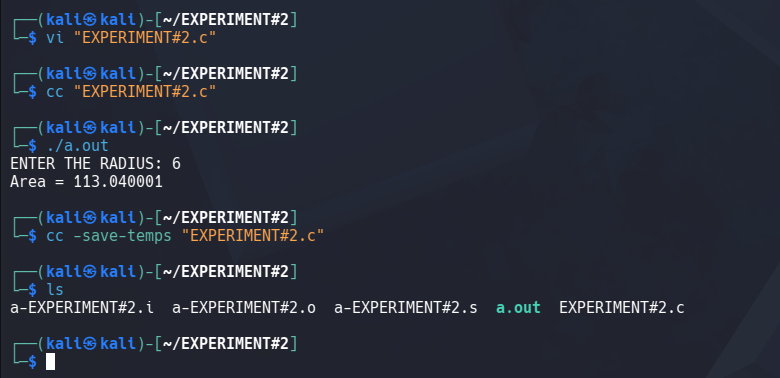 ┌──(kali㉿kali)-[~/EXPERIMENT#2]
└─$ vi "EXPERIMENT#2.c"
┌──(kali㉿kali)-[~/EXPERIMENT#2]
└─$ cc "EXPERIMENT#2.c"
┌──(kali㉿kali)-[~/EXPERIMENT#2]
└─$ ./a.out
ENTER THE RADIUS: 6
Area = 113.040001
┌──(kali㉿kali)-[~/EXPERIMENT#2]
└─$ cc -save-temps "EXPERIMENT#2.c"
┌──(kali㉿kali)-[~/EXPERIMENT#2]
└─$ ls
a-EXPERIMENT#2.i  a-EXPERIMENT#2.o  a-EXPERIMENT#2.s  a.out  EXPERIMENT#2.c
┌──(kali㉿kali)-[~/EXPERIMENT#2]
└─$